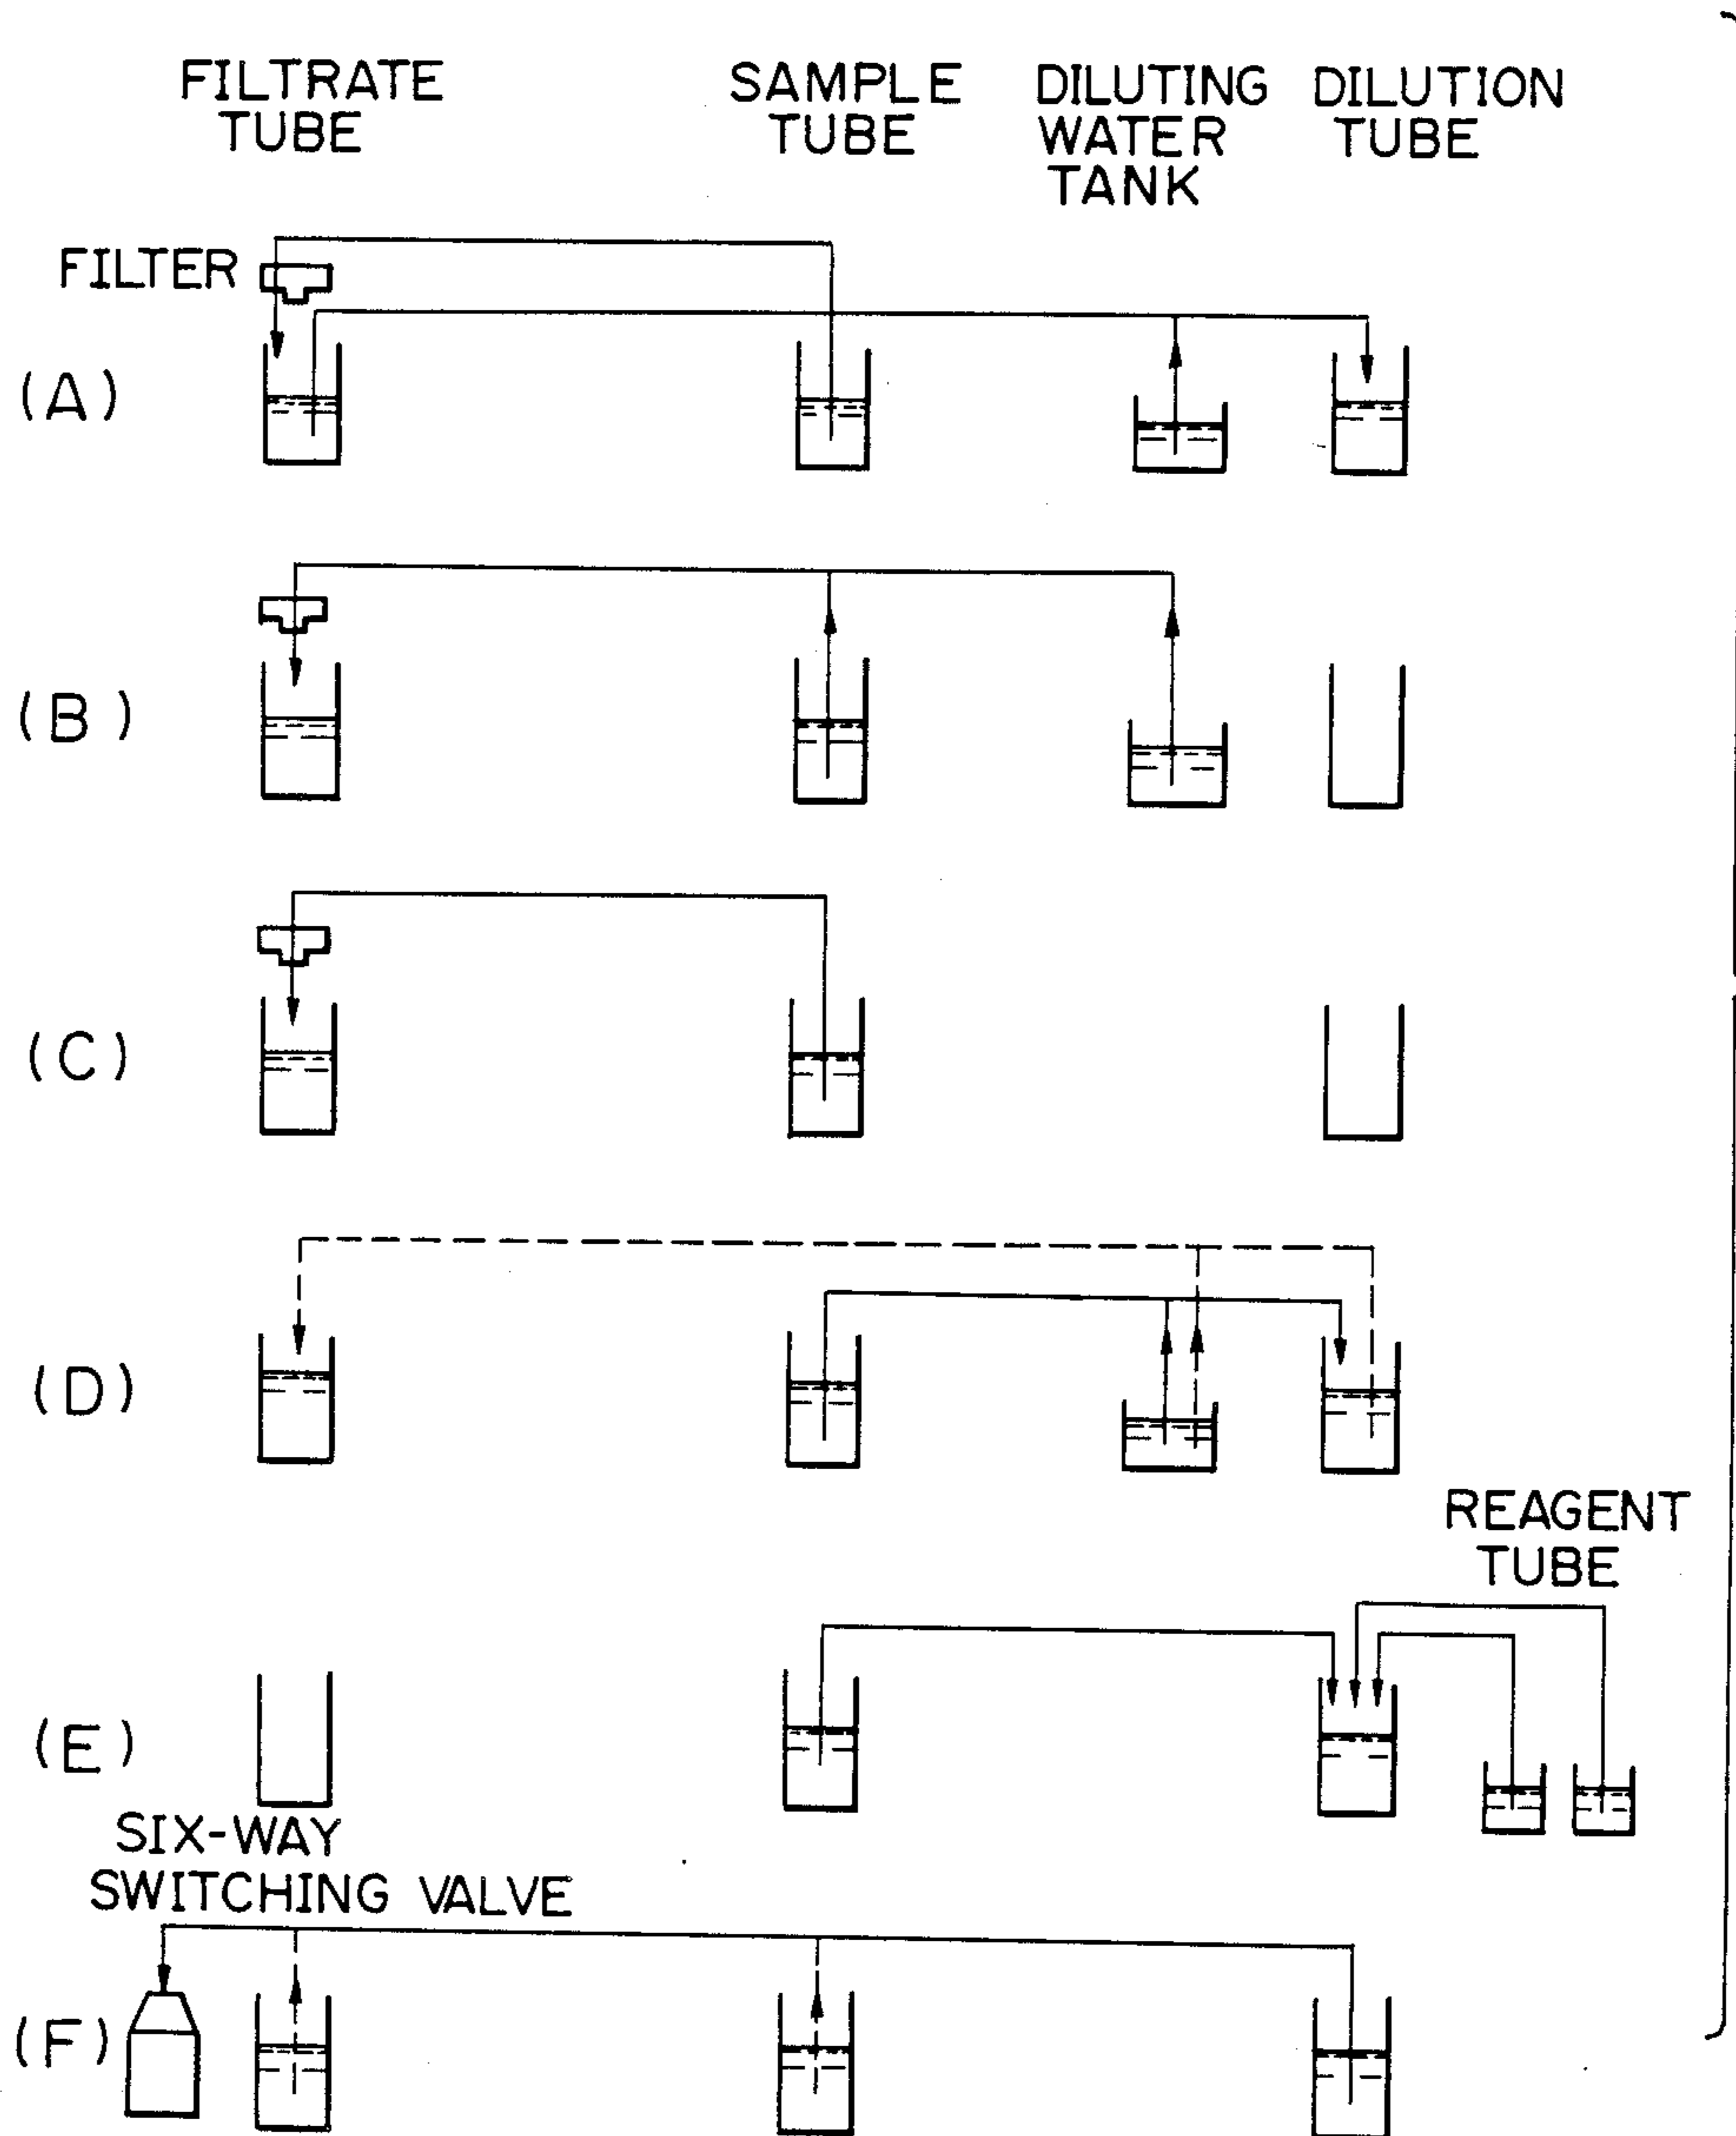 FILTRATE
TUBE
SAMPLE
TUBE
DILUTING
WATER
TANK
DILUTION
TUBE
FILTER
(A)
(B)
(C)
(D)
REAGENT
TUBE
(E)
SIX-WAY
SWITCHING VALVE
(F)